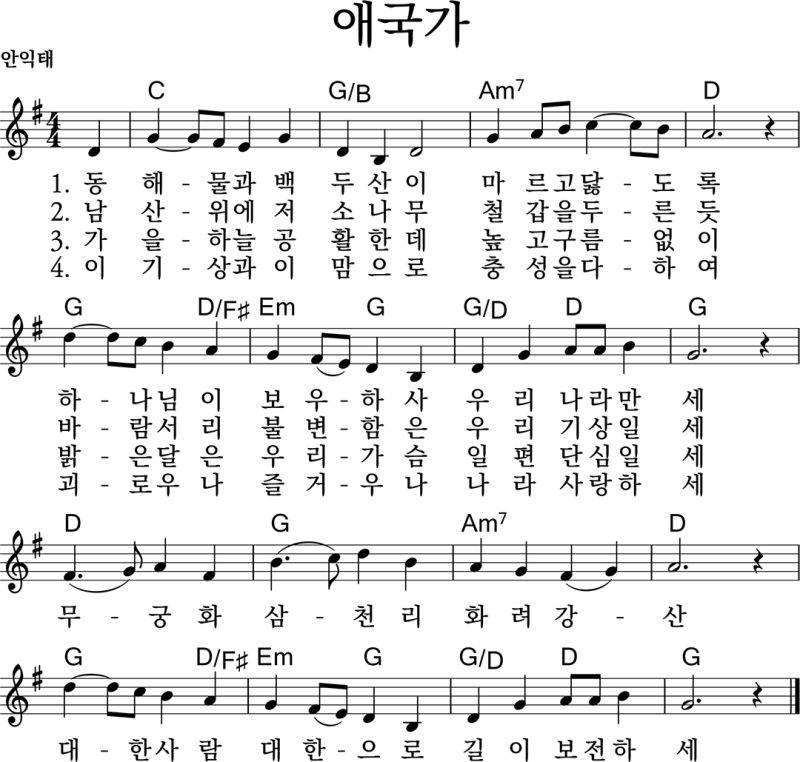 애국가
안익태
C G/B Am7 D
1. 동 해 - 물과 백 두 산 이 마 르고닳 - 도 록
2. 남 산 - 위에 저 소 나 무 철 갑을두 - 른 듯
3. 가 을 - 하늘 공 활 한 데 높 고구름 - 없 이
4. 이 기 - 상과 이 맘 으 로 충 성을다 - 하 여
G D/F♯ Em G G/D D G
하 - 나님 이 보 우 - 하 사 우 리 나라만 세
바 - 람서 리 불 변 - 함 은 우 리 기상일 세
밝 - 은달 은 우 리 - 가 슴 일 편 단심일 세
괴 - 로우 나 즐 거 - 우 나 나 라 사랑하 세
D G Am7 D
무 - 궁 화 삼 - 천 리 화 려 강 - 산
G D/F♯ Em G G/D D G
대 - 한사 람 대 한 - 으 로 길 이 보전하 세